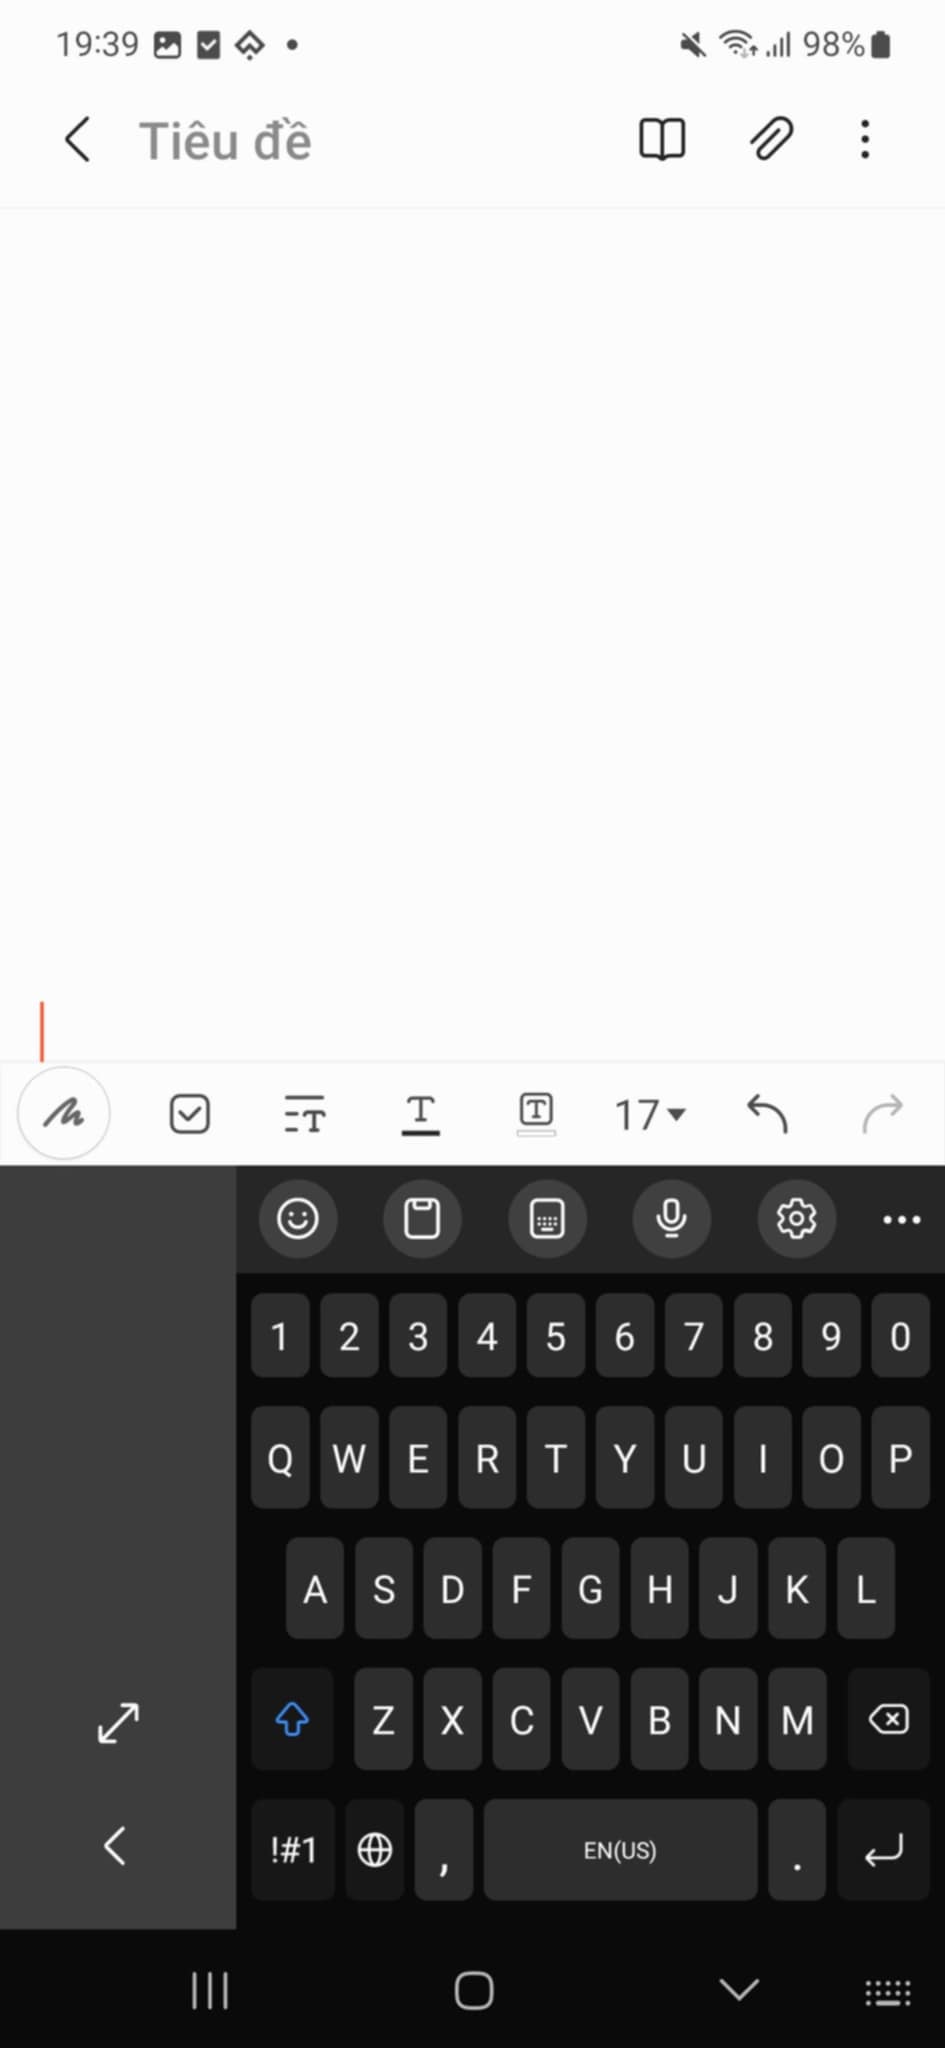 19:39 98%
Tiêu đề
17
1 2 3 4 5 6 7 8 9 0
Q W E R T Y U I O P
A S D F G H J K L
Z X C V B N M
!#1 , EN(US) .